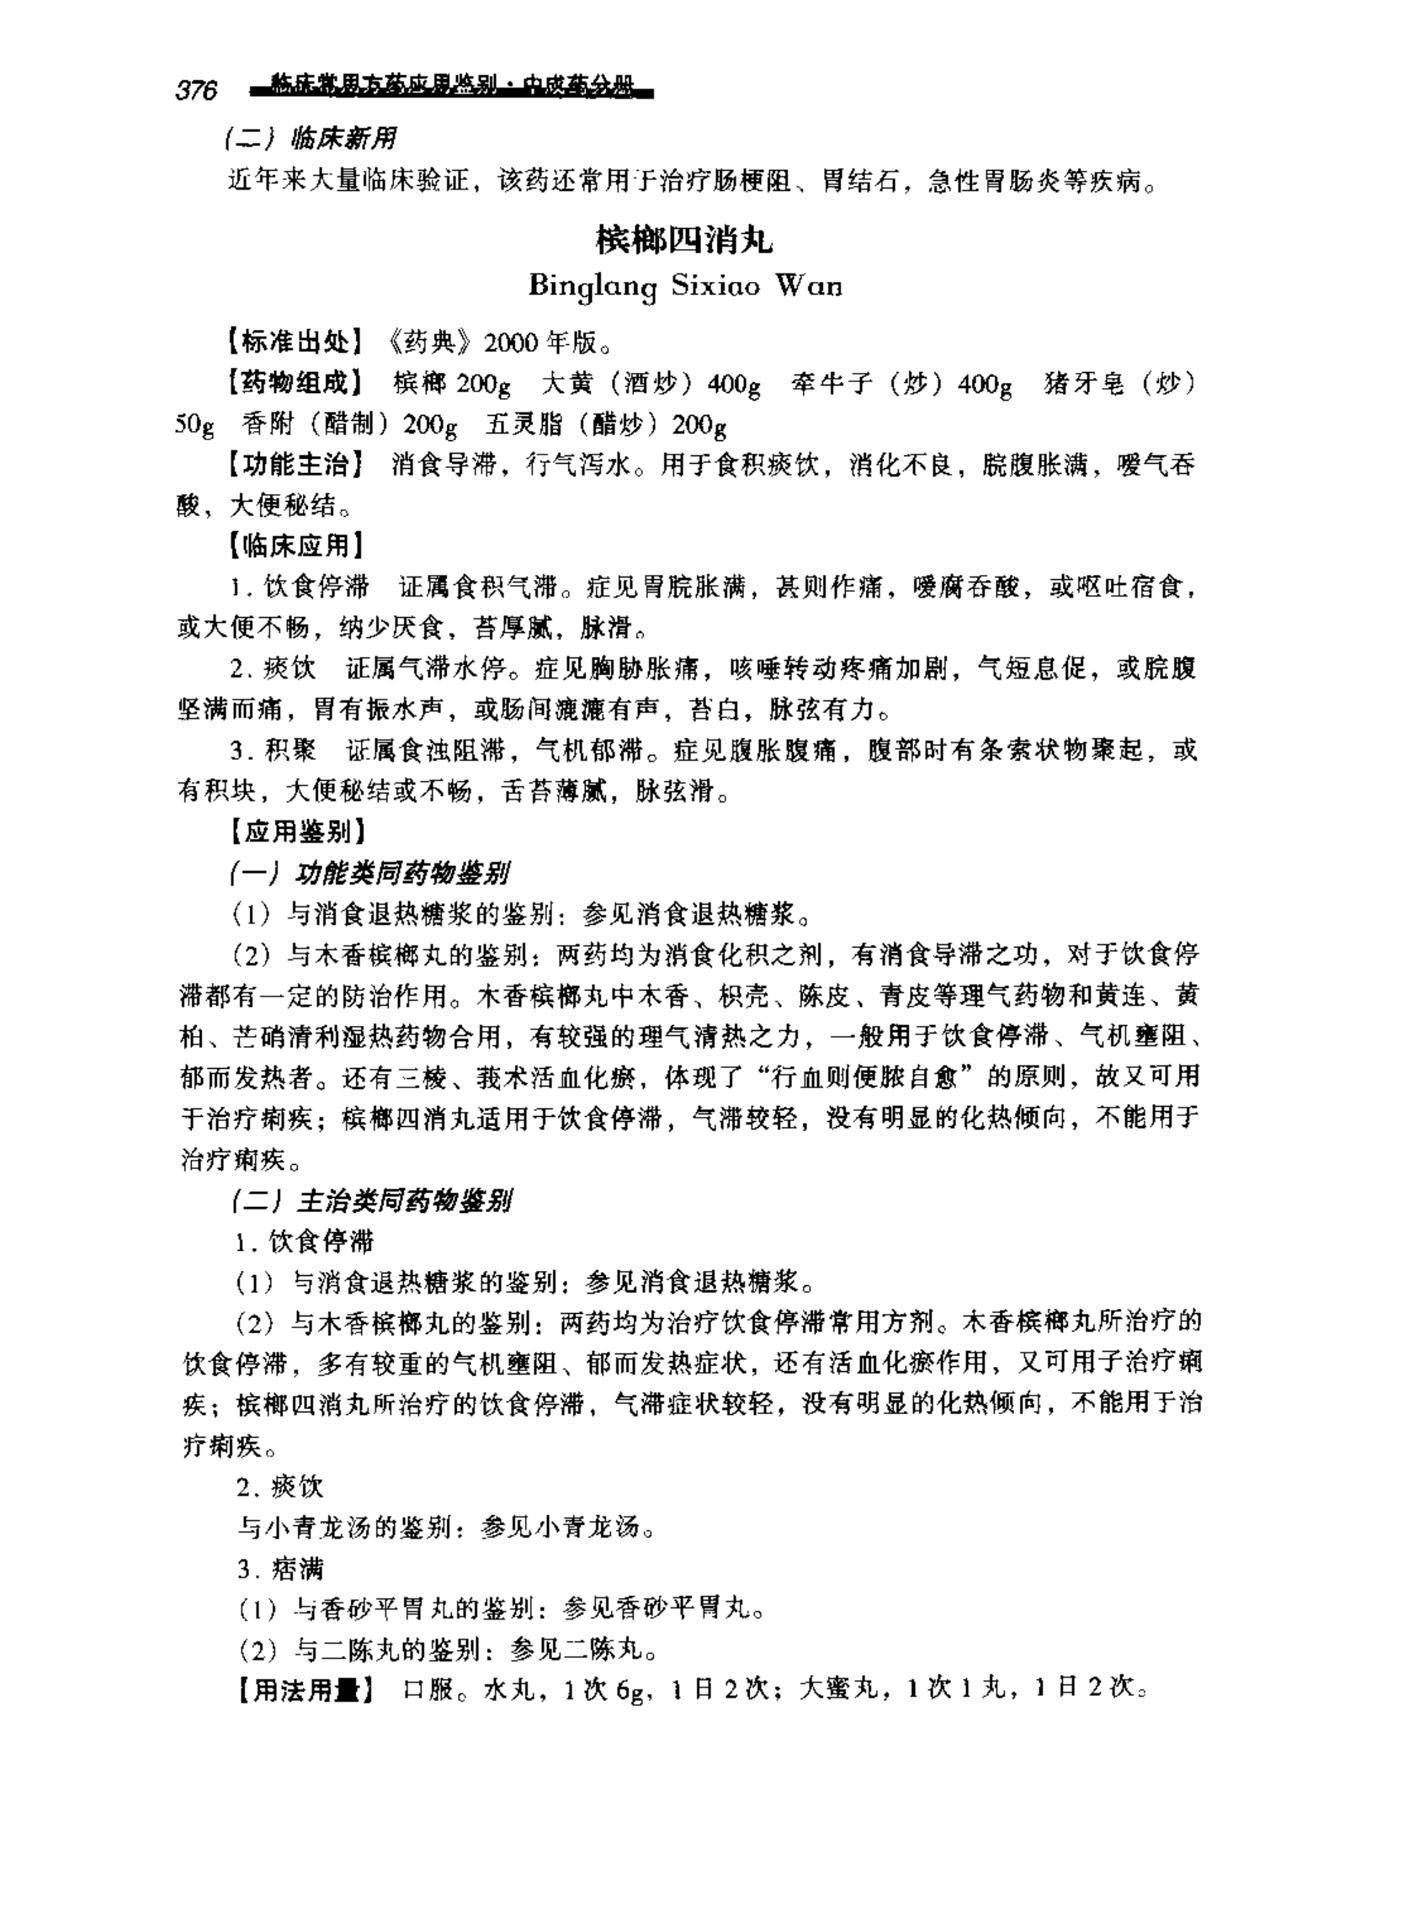 376 临床常用方药应用鉴别·中成药分册
（二）临床新用
近年来大量临床验证，该药还常用于治疗肠梗阻、胃结石，急性胃肠炎等疾病。
槟榔四消丸
Binglang Sixiao Wan
【标准出处】《药典》2000 年版。
【药物组成】 槟榔 200g 大黄（酒炒）400g 牵牛子（炒）400g 猪牙皂（炒）
50g 香附（醋制）200g 五灵脂（醋炒）200g
【功能主治】 消食导滞，行气泻水。用于食积痰饮，消化不良，脘腹胀满，嗳气吞
酸，大便秘结。
【临床应用】
1. 饮食停滞 证属食积气滞。症见胃脘胀满，甚则作痛，嗳腐吞酸，或呕吐宿食，
或大便不畅，纳少厌食，苔厚腻，脉滑。
2. 痰饮 证属气滞水停。症见胸胁胀痛，咳唾转动疼痛加剧，气短息促，或脘腹
坚满而痛，胃有振水声，或肠间漉漉有声，苔白，脉弦有力。
3. 积聚 证属食浊阻滞，气机郁滞。症见腹胀腹痛，腹部时有条索状物聚起，或
有积块，大便秘结或不畅，舌苔薄腻，脉弦滑。
【应用鉴别】
（一）功能类同药物鉴别
（1）与消食退热糖浆的鉴别：参见消食退热糖浆。
（2）与木香槟榔丸的鉴别：两药均为消食化积之剂，有消食导滞之功，对于饮食停
滞都有一定的防治作用。木香槟榔丸中木香、枳壳、陈皮、青皮等理气药物和黄连、黄
柏、芒硝清利湿热药物合用，有较强的理气清热之力，一般用于饮食停滞、气机壅阻、
郁而发热者。还有三棱、莪术活血化瘀，体现了“行血则便脓自愈”的原则，故又可用
于治疗痢疾；槟榔四消丸适用于饮食停滞，气滞较轻，没有明显的化热倾向，不能用于
治疗痢疾。
（二）主治类同药物鉴别
1. 饮食停滞
（1）与消食退热糖浆的鉴别：参见消食退热糖浆。
（2）与木香槟榔丸的鉴别：两药均为治疗饮食停滞常用方剂。木香槟榔丸所治疗的
饮食停滞，多有较重的气机壅阻、郁而发热症状，还有活血化瘀作用，又可用于治疗痢
疾；槟榔四消丸所治疗的饮食停滞，气滞症状较轻，没有明显的化热倾向，不能用于治
疗痢疾。
2. 痰饮
与小青龙汤的鉴别：参见小青龙汤。
3. 痞满
（1）与香砂平胃丸的鉴别：参见香砂平胃丸。
（2）与二陈丸的鉴别：参见二陈丸。
【用法用量】 口服。水丸，1 次 6g，1 日 2 次；大蜜丸，1 次 1 丸，1 日 2 次。